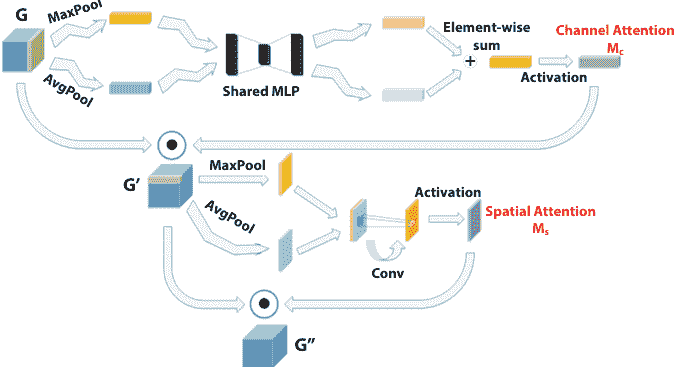 G
MaxPool
AvgPool
Shared MLP
Element-wise
sum
+
Activation
Channel Attention
Mc
G'
MaxPool
AvgPool
Conv
Activation
Spatial Attention
Ms
G"